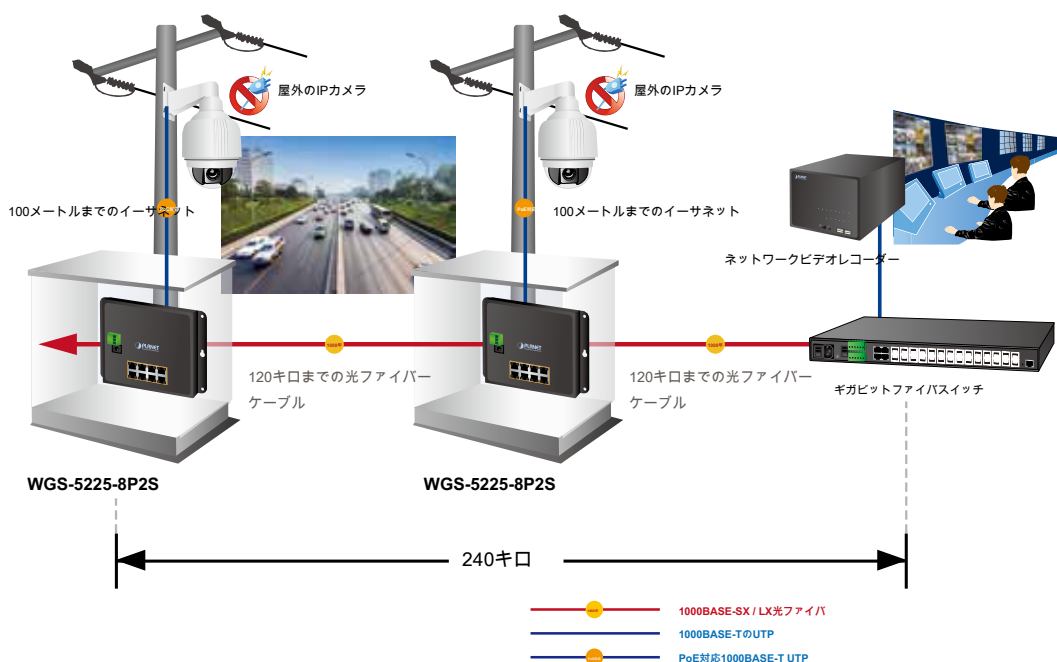 屋外のIPカメラ
屋外のIPカメラ
100メートルまでのイーサネット
100メートルまでのイーサネット
ネットワークビデオレコーダー
PLANET
PLANET
120キロまでの光ファイバー
ケーブル
120キロまでの光ファイバー
ケーブル
ギガビットファイバスイッチ
WGS-5225-8P2S
WGS-5225-8P2S
240キロ
1000BASE-SX / LX光ファイバ
1000BASE-TのUTP
PoE対応1000BASE-T UTP